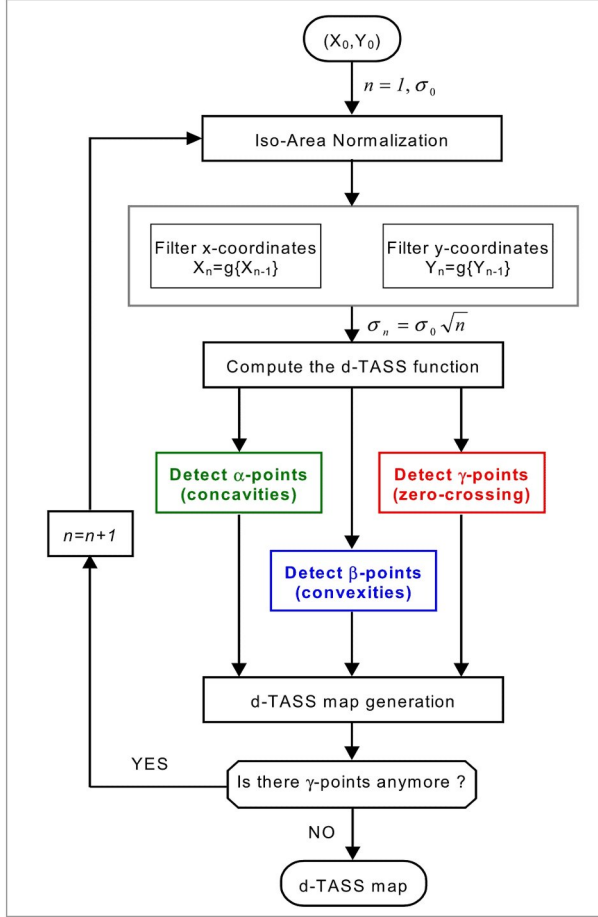 (X₀,Y₀)
n = 1, σ₀
Iso-Area Normalization
Filter x-coordinates
Xₙ=g{Xₙ₋₁}
Filter y-coordinates
Yₙ=g{Yₙ₋₁}
σₙ = σ₀ √n
Compute the d-TASS function
Detect α-points
(concavities)
Detect γ-points
(zero-crossing)
n=n+1
Detect β-points
(convexities)
d-TASS map generation
YES
Is there γ-points anymore ?
NO
d-TASS map